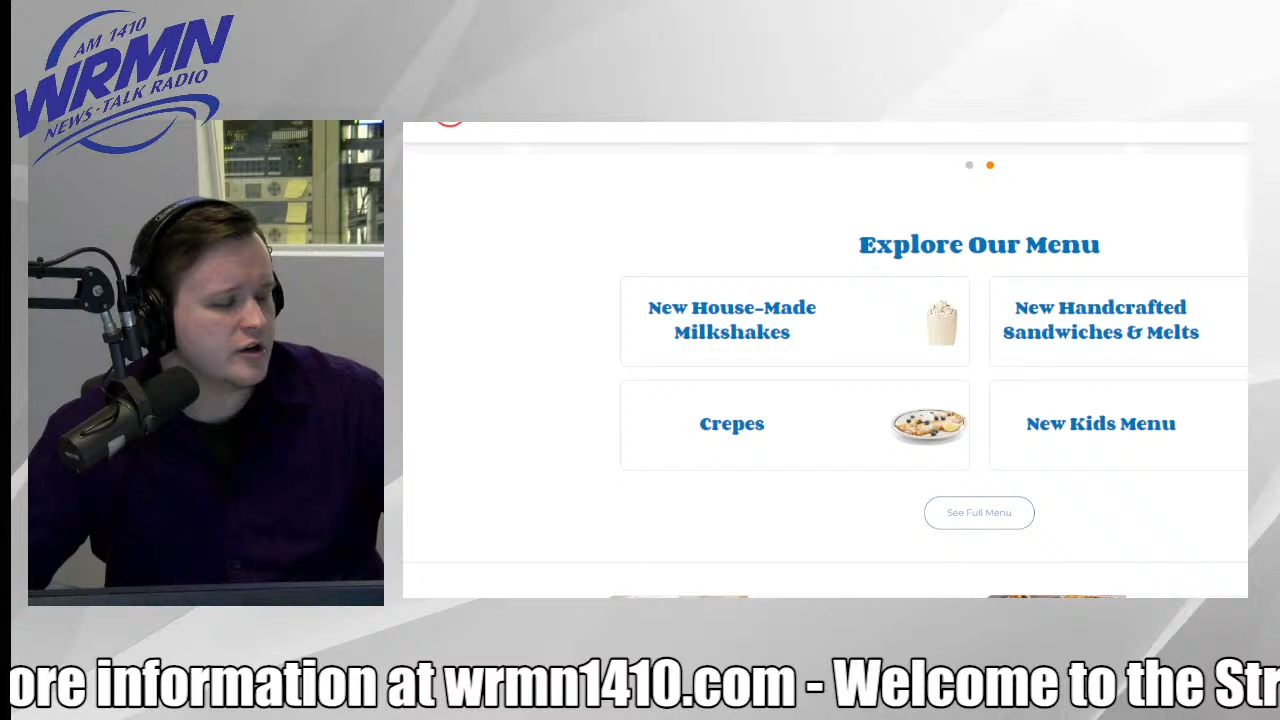 AM 1410
WRMN
NEWS-TALK RADIO
Explore Our Menu
New House-Made
Milkshakes
New Handcrafted
Sandwiches & Melts
Crepes
New Kids Menu
See Full Menu
ore information at wrmn1410.com - Welcome to the Str